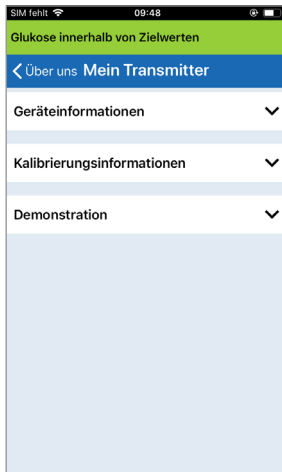 SIM fehlt 09:48
Glukose innerhalb von Zielwerten
Über uns Mein Transmitter
Geräteinformationen
Kalibrierungsinformationen
Demonstration